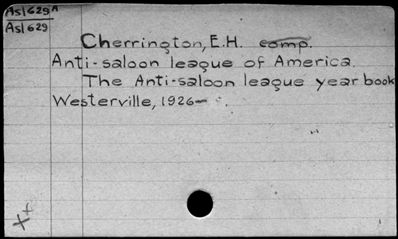 As1629A
As1629
Cherrington, E.H. comp.
Anti-saloon league of America.
The Anti-saloon league year book
Westerville, 1926-